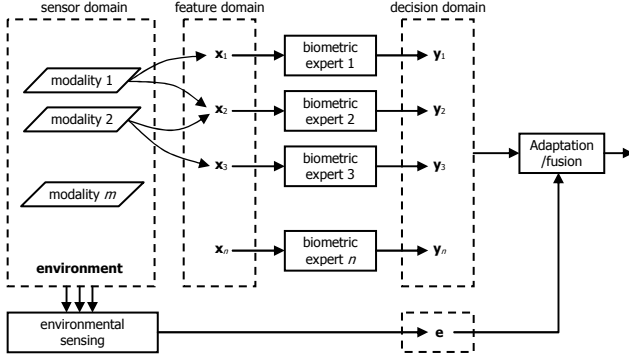 sensor domain
feature domain
decision domain
modality 1
modality 2
modality m
environment
x1
x2
x3
xn
biometric
expert 1
biometric
expert 2
biometric
expert 3
biometric
expert n
y1
y2
y3
yn
Adaptation
/fusion
environmental
sensing
e